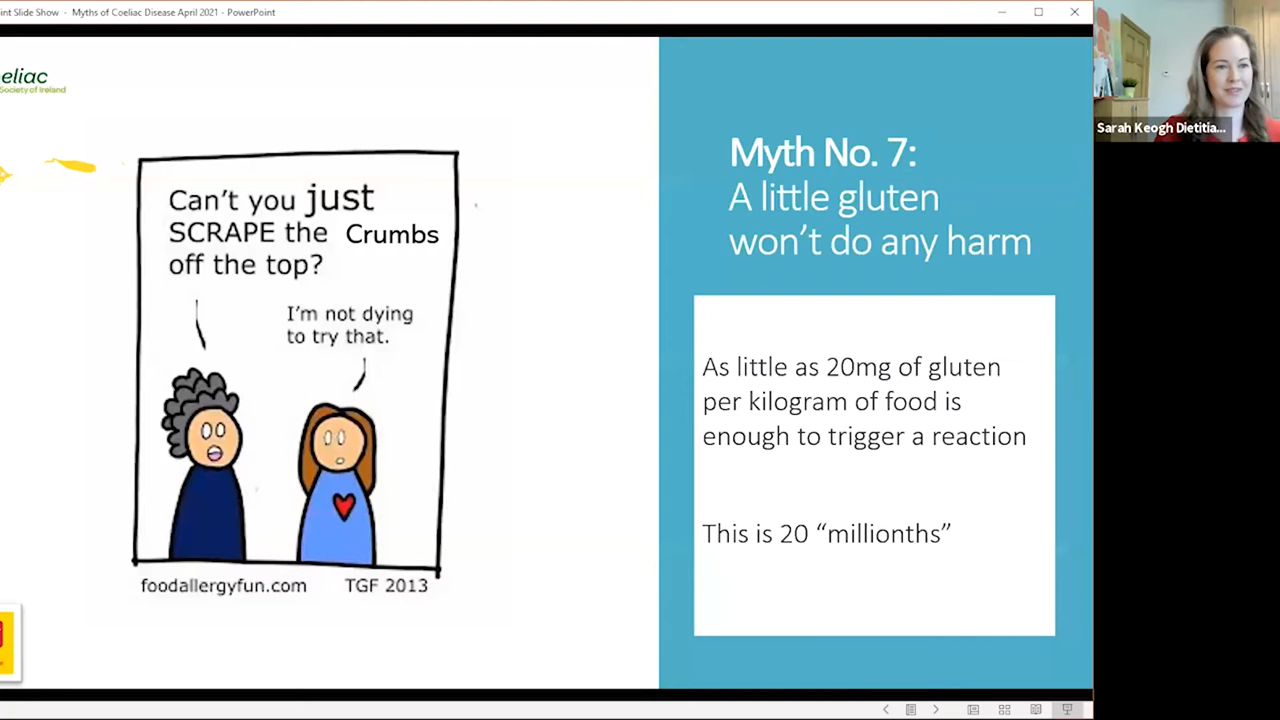 int Slide Show - Myths of Coeliac Disease April 2021 - PowerPoint
eliac
Society of Ireland
Can't you just
SCRAPE the Crumbs
off the top?
I'm not dying
to try that.
foodallergyfun.com TGF 2013
Myth No. 7:
A little gluten
won't do any harm
As little as 20mg of gluten
per kilogram of food is
enough to trigger a reaction
This is 20 “millionths”
Sarah Keogh Dietitia...